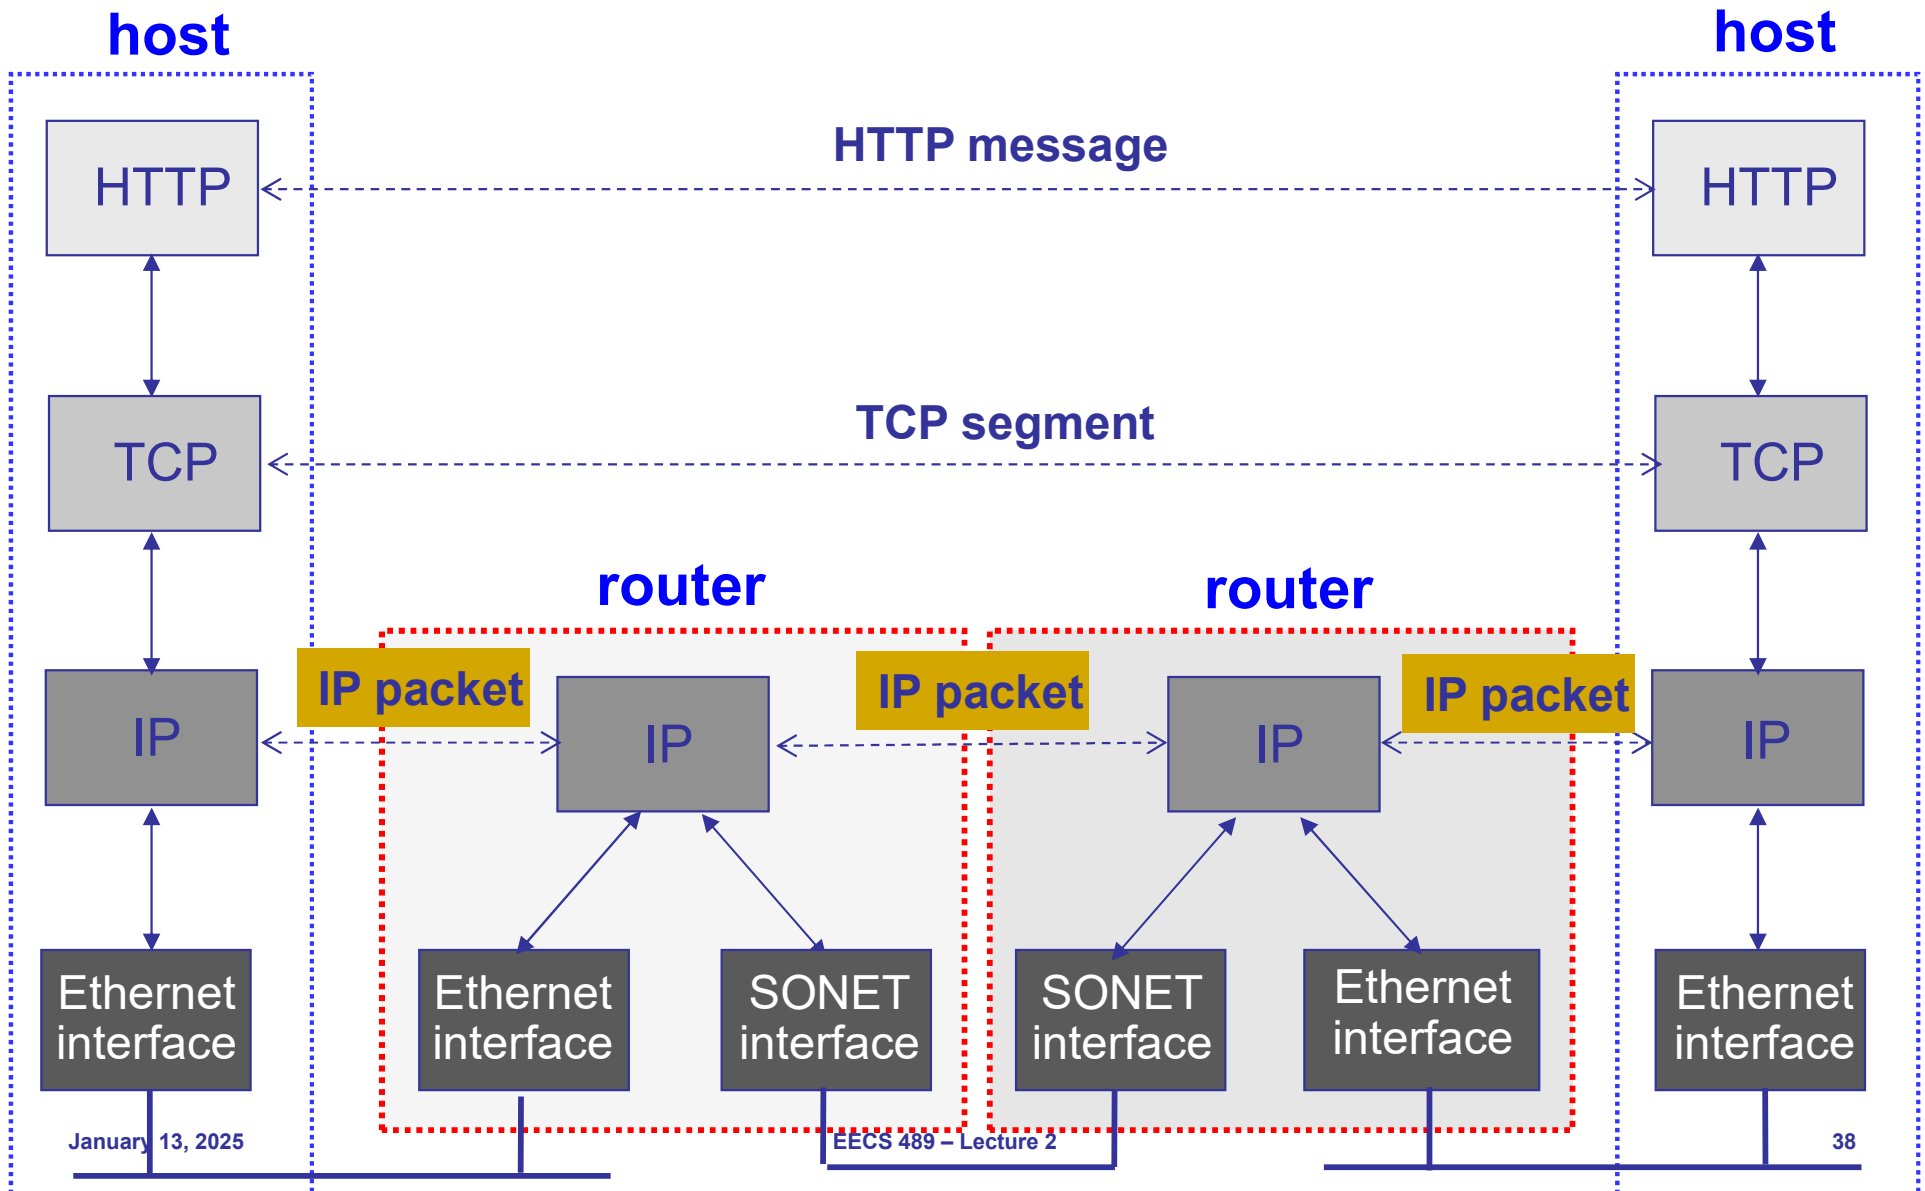 host
host
HTTP message
HTTP
HTTP
TCP segment
TCP
TCP
router
router
IP packet
IP packet
IP packet
IP
IP
IP
IP
Ethernet
interface
Ethernet
interface
SONET
interface
SONET
interface
Ethernet
interface
Ethernet
interface
January 13, 2025
EECS 489 – Lecture 2
38